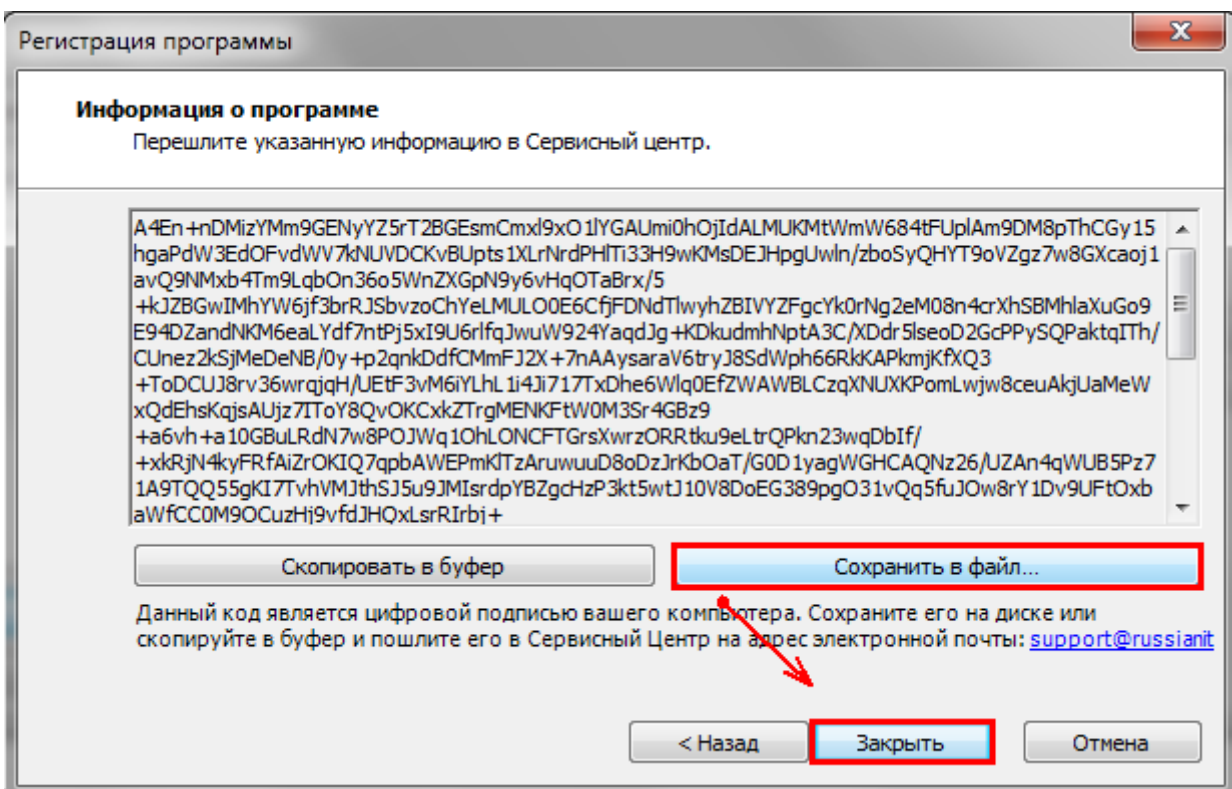 Регистрация программы
Информация о программе
Перешлите указанную информацию в Сервисный центр.
A4En+nDMizYMm9GENyYZ5rT2BGEsmCmxl9xO1lYGAUmi0hOjIdALMUKMtWmW684tFUplAm9DM8pThCGy15
hgaPdW3EdOFvdWV7kNUVDCKvBUpts1XLrNrdPHlTi33H9wKMsDEJHpgUwln/zboSyQHYT9oVZgz7w8GXcaoj1
avQ9NMxb4Tm9LqbOn36o5WnZXGpN9y6vHqOTaBrx/5
+kJZBGwIMhYW6jf3brRJSbvzoChYeLMULO0E6CfjFDNdTlwyhZBIVYZFgcYk0rNg2eM08n4crXhSBMhlaXuGo9
E94DZandNKM6eaLYdf7ntPj5xI9U6rlfqJwuW924YaqdJg+KDkudmhNptA3C/XDdr5lseoD2GcPPySQPaktqITh/
CUnez2kSjMeDeNB/0y+p2qnkDdfCMmFJ2X+7nAAysaraV6tryJ8SdWph66RkKAPkmjKfXQ3
+ToDCUJ8rv36wrqjqH/UEtF3vM6iYLhL1i4Ji717TxDhe6Wlq0EfZWAWBLCzqXNUXKPomLwjw8ceuAkjUaMeW
xQdEhsKqjsAUjz7IToY8QvOKCxkZTrgMENKFtW0M3Sr4GBz9
+a6vh+a10GBuLRdN7w8POJWq1OhLONCFTGrsXwrzORRtku9eLtrQPkn23wqDbIf/
+xkRjN4kyFRfAiZrOKIQ7qpbAWEPmKlTzAruwuuD8oDzJrKbOaT/G0D1yagWGHCAQNz26/UZAn4qWUB5Pz7
1A9TQQ55gKI7TvhVMJthSJ5u9JMIsrdpYBZgcHzP3kt5wtJ10V8DoEG389pgO31vQq5fuJOw8rY1Dv9UFtOxb
aWfCC0M9OCuzHj9vfdJHQxLsrRIrbj+
Скопировать в буфер
Сохранить в файл...
Данный код является цифровой подписью вашего компьютера. Сохраните его на диске или
скопируйте в буфер и пошлите его в Сервисный Центр на адрес электронной почты: support@russianit
< Назад
Закрыть
Отмена